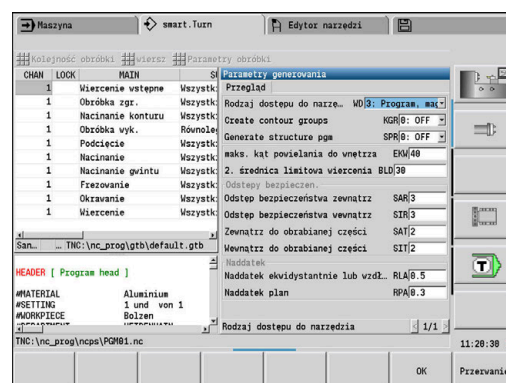 Maszyna
smart.Turn
Edytor narzędzi
Kolejność obróbki wiersz Parametry obróbki
CHAN LOCK MAIN
1 Wiercenie wstępne Wszystk
1 Obróbka zgr. Wszystk
1 Nacinanie konturu Wszystk
1 Obróbka wyk. Równole
1 Podcięcie Wszystk
1 Nacinanie Wszystk
1 Nacinanie gwintu Wszystk
1 Frezowanie Wszystk
1 Okrawanie Wszystk
1 Wiercenie Wszystk
San… … TNC:\nc_prog\gtb\default.gtb
HEADER [ Program head ]
#MATERIAL Aluminium
#SETTING 1 und von 1
#WORKPIECE Bolzen
Parametry generowania
Przegląd
Rodzaj dostępu do narzę… WD 3: Program, mag
Create contour groups KGR 0: OFF
Generate structure pgm SPR 0: OFF
maks. kąt powielania do wnętrza EKW 40
2. średnica limitowa wiercenia BLD 30
Odstępy bezpieczen.
Odstęp bezpieczeństwa zewnątrz SAR 3
Odstęp bezpieczeństwa wewnątrz SIR 3
Zewnątrz do obrabianej części SAT 2
Wewnątrz do obrabianej części SIT 2
Naddatek
Naddatek ekwidystantnie lub wzdł… RLA 0.5
Naddatek plan RPA 0.3
Rodzaj dostępu do narzędzia 1/1
TNC:\nc_prog\ncps\PGM01.nc
T
11:20:30
OK
Przerwanie